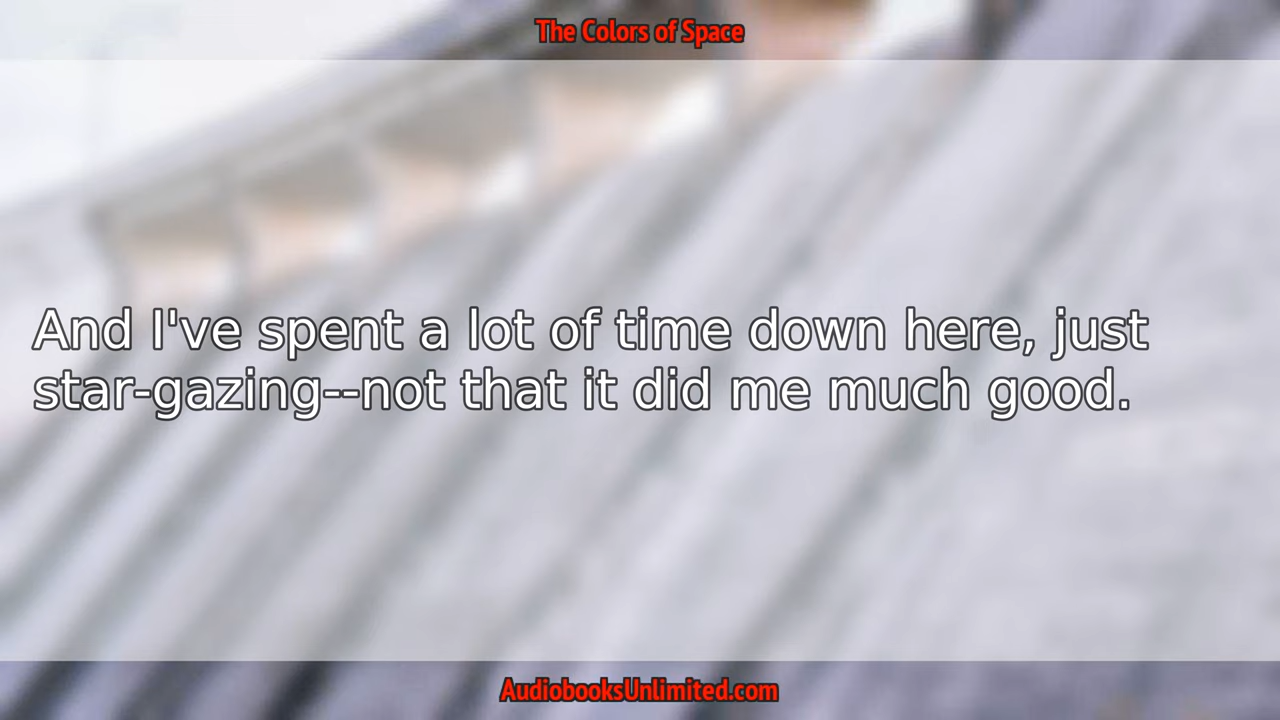 The Colors of Space
And I've spent a lot of time down here, just
star-gazing--not that it did me much good.
AudiobooksUnlimited.com